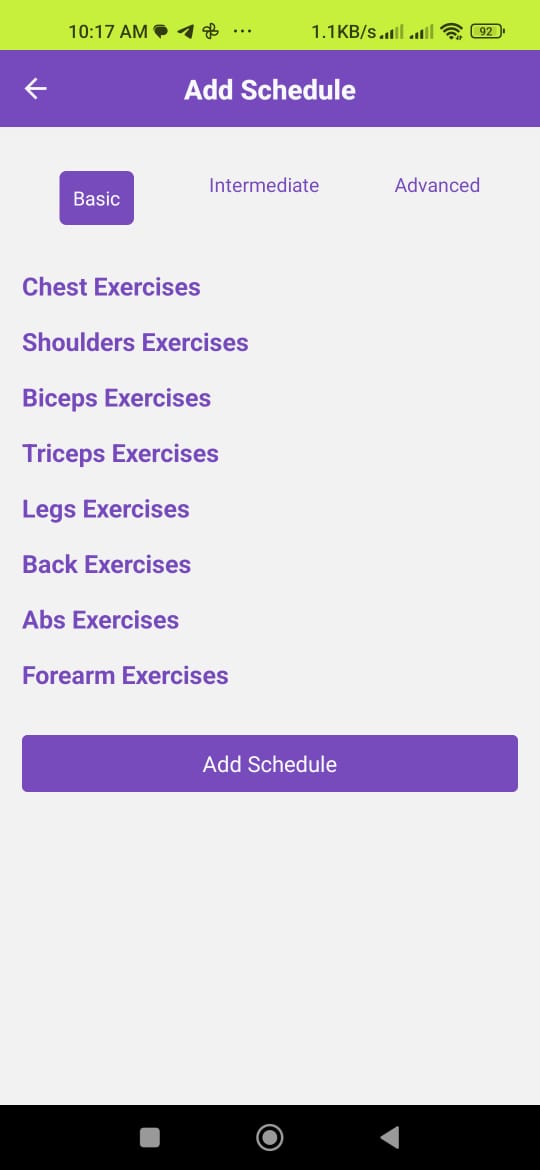 10:17 AM ... 1.1KB/s 92
Add Schedule
Basic Intermediate Advanced
Chest Exercises
Shoulders Exercises
Biceps Exercises
Triceps Exercises
Legs Exercises
Back Exercises
Abs Exercises
Forearm Exercises
Add Schedule